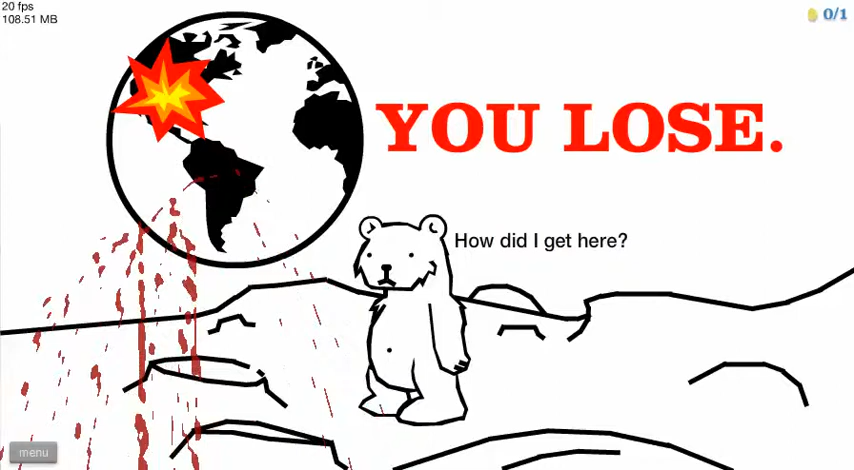 20 fps
108.51 MB
0/1
YOU LOSE.
How did I get here?
menu